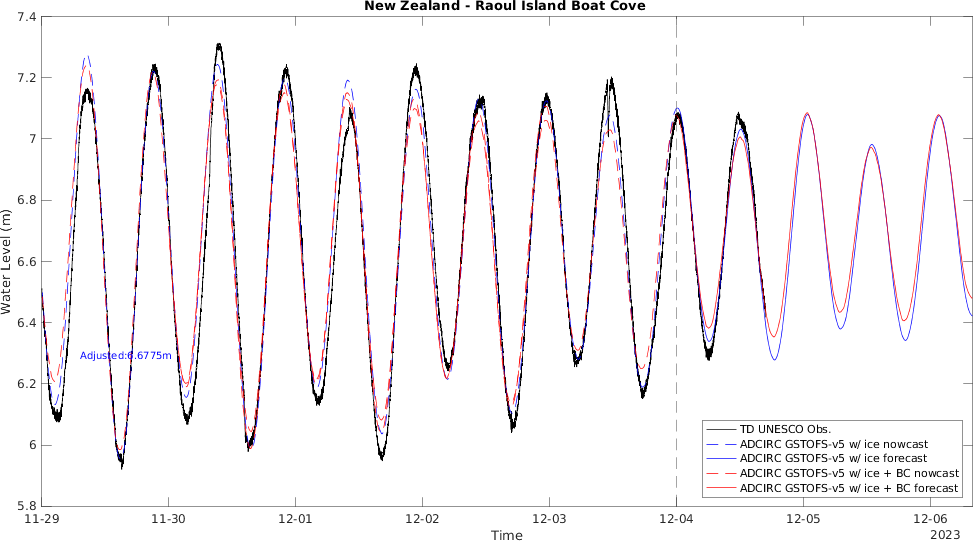 New Zealand - Raoul Island Boat Cove
7.4
7.2
7
6.8
6.6
6.4
6.2
6
5.8
Water Level (m)
Adjusted:6.6775m
TD UNESCO Obs.
ADCIRC GSTOFS-v5 w/ ice nowcast
ADCIRC GSTOFS-v5 w/ ice forecast
ADCIRC GSTOFS-v5 w/ ice + BC nowcast
ADCIRC GSTOFS-v5 w/ ice + BC forecast
11-29 11-30 12-01 12-02 12-03 12-04 12-05 12-06
Time
2023